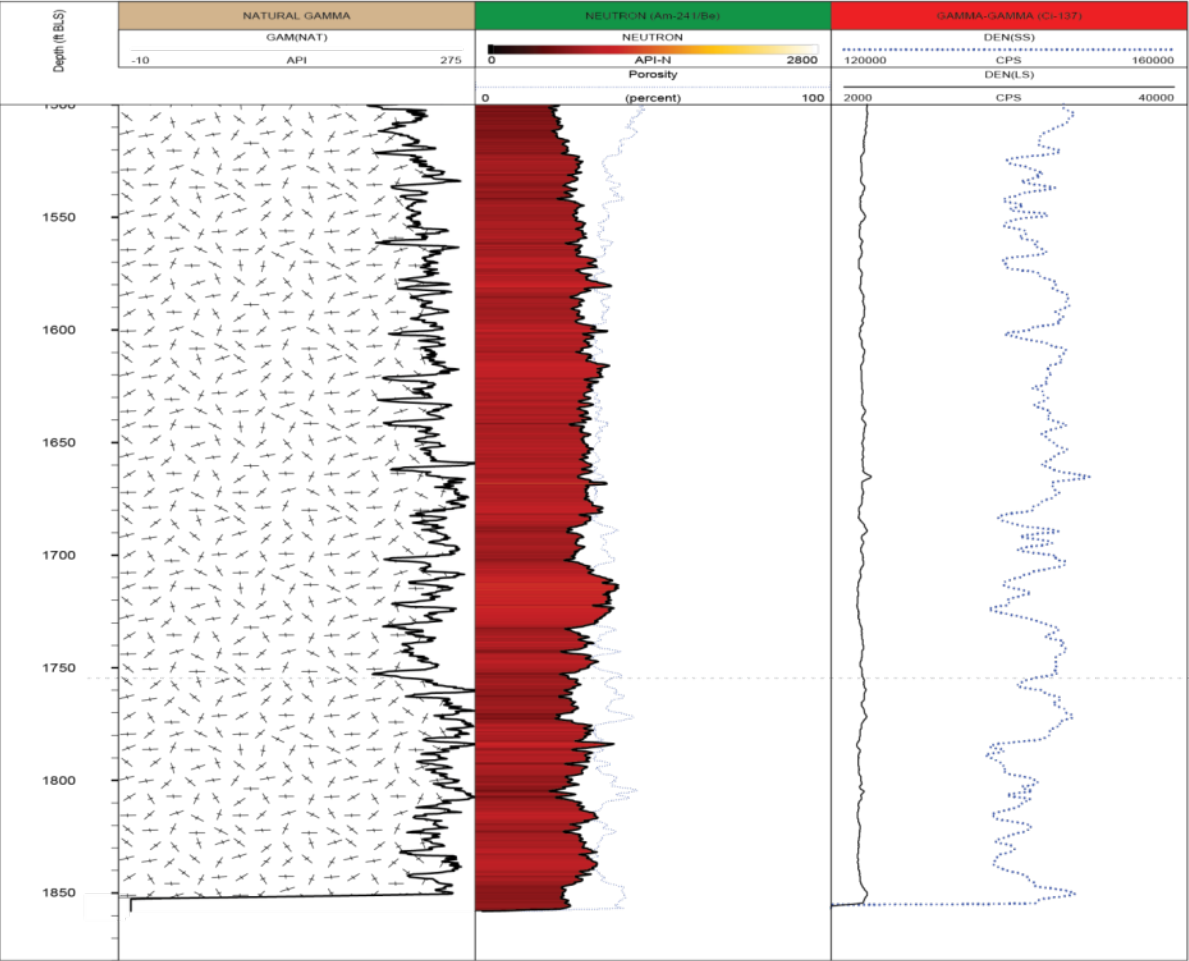 Depth (ft BLS)
NATURAL GAMMA
NEUTRON (Am-241/Be)
GAMMA-GAMMA (Ci-137)
GAM(NAT)
NEUTRON
DEN(SS)
-10 API 275
0 API-N 2800
120000 CPS 160000
Porosity
DEN(LS)
0 (percent) 100
2000 CPS 40000
1500
1550
1600
1650
1700
1750
1800
1850